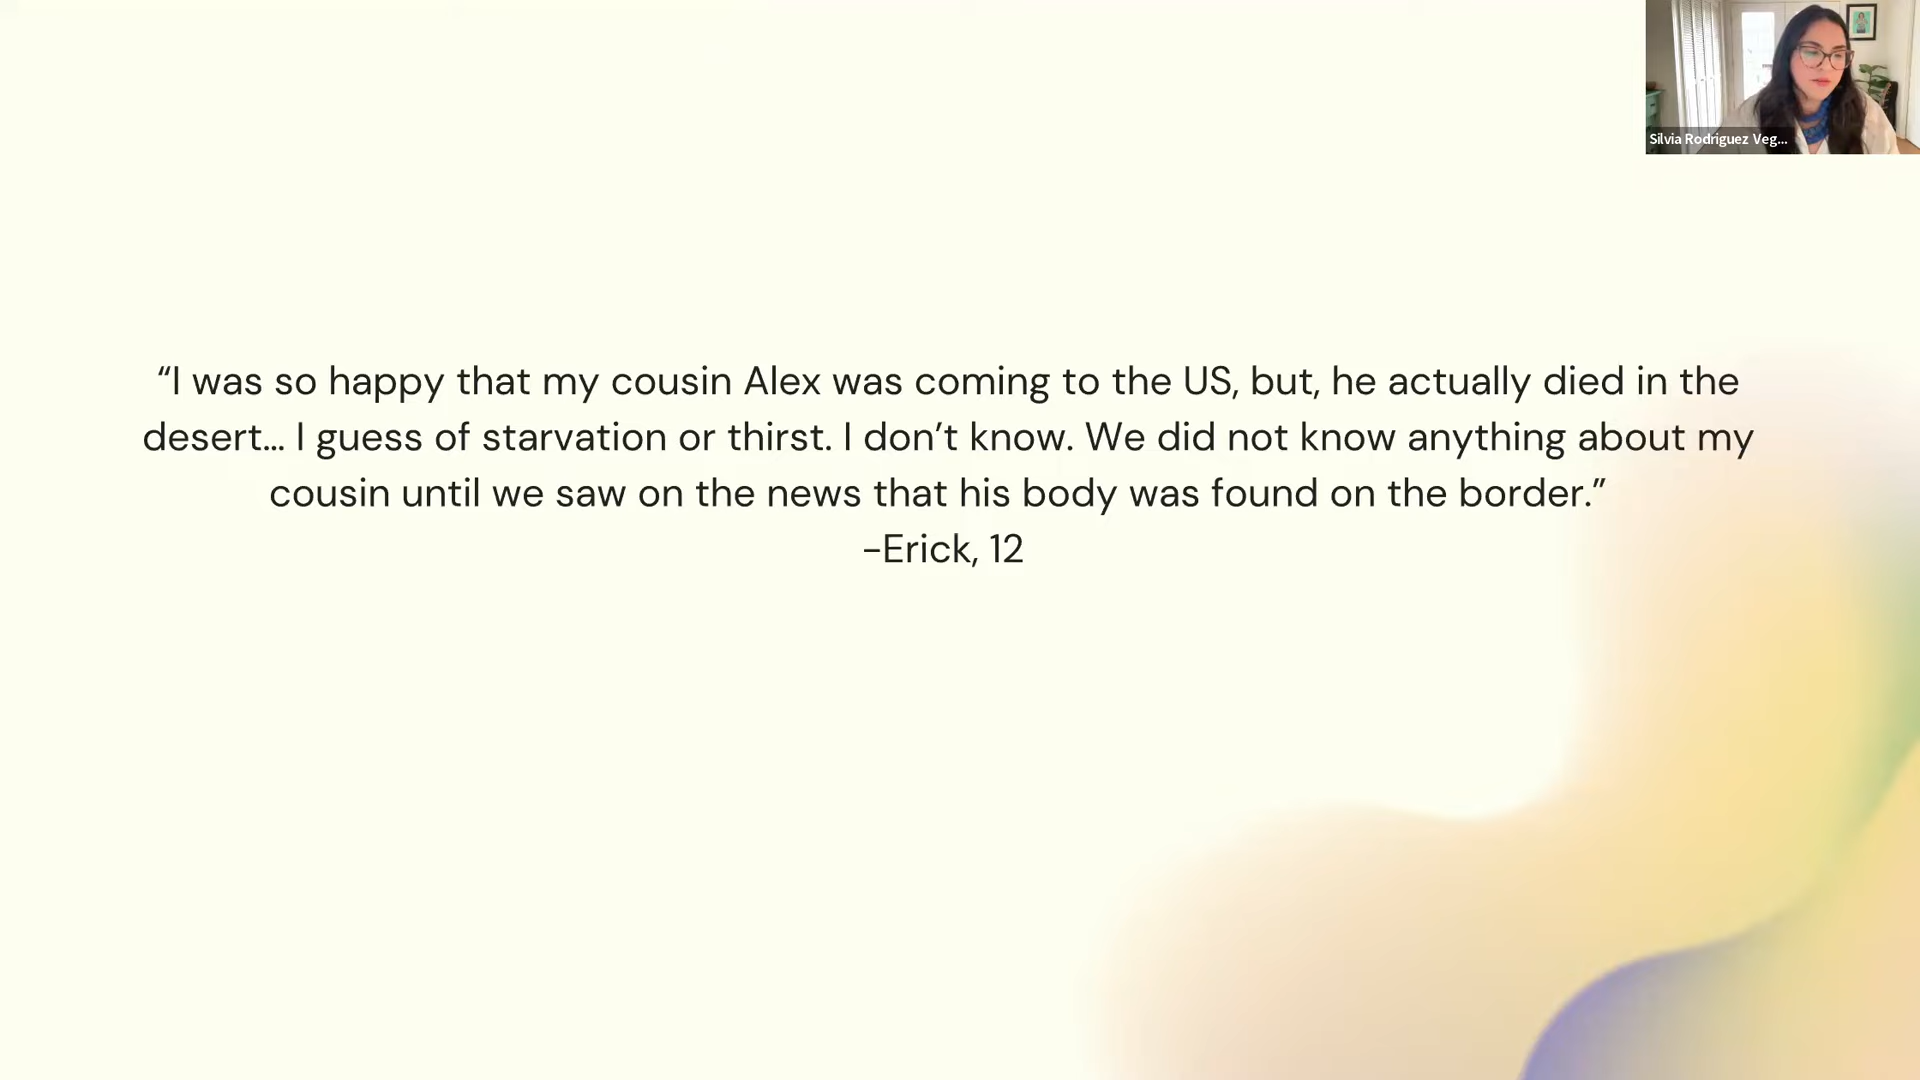 Silvia Rodriguez Veg...
“I was so happy that my cousin Alex was coming to the US, but, he actually died in the
desert... I guess of starvation or thirst. I don’t know. We did not know anything about my
cousin until we saw on the news that his body was found on the border.”
-Erick, 12